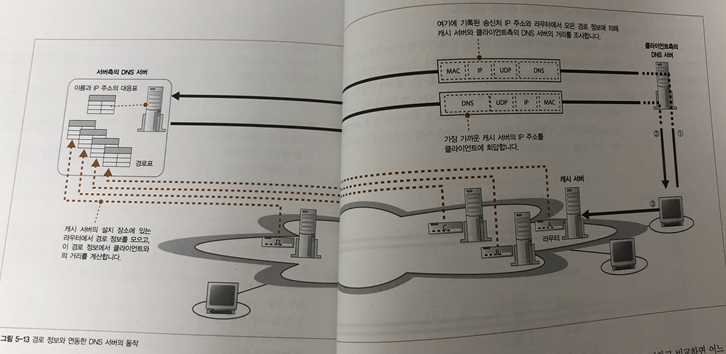 여기에 기록된 송신처 IP 주소와 라우터에서 모은 경로 정보에 의해
캐시 서버와 클라이언트측의 DNS 서버의 거리를 조사합니다.
클라이언트측의
DNS 서버
서버측의 DNS 서버
이름과 IP 주소의 대응표
MAC IP UDP DNS
DNS UDP IP MAC
② ①
가장 가까운 캐시 서버의 IP 주소를
클라이언트에 회답합니다.
경로표
캐시 서버
③
캐시 서버의 설치 장소에 있는
라우터에서 경로 정보를 모으고,
이 경로 정보에서 클라이언트와
의 거리를 계산합니다.
D C B A
라우터
그림 5-13 경로 정보와 연동한 DNS 서버의 동작
비교하면 어느